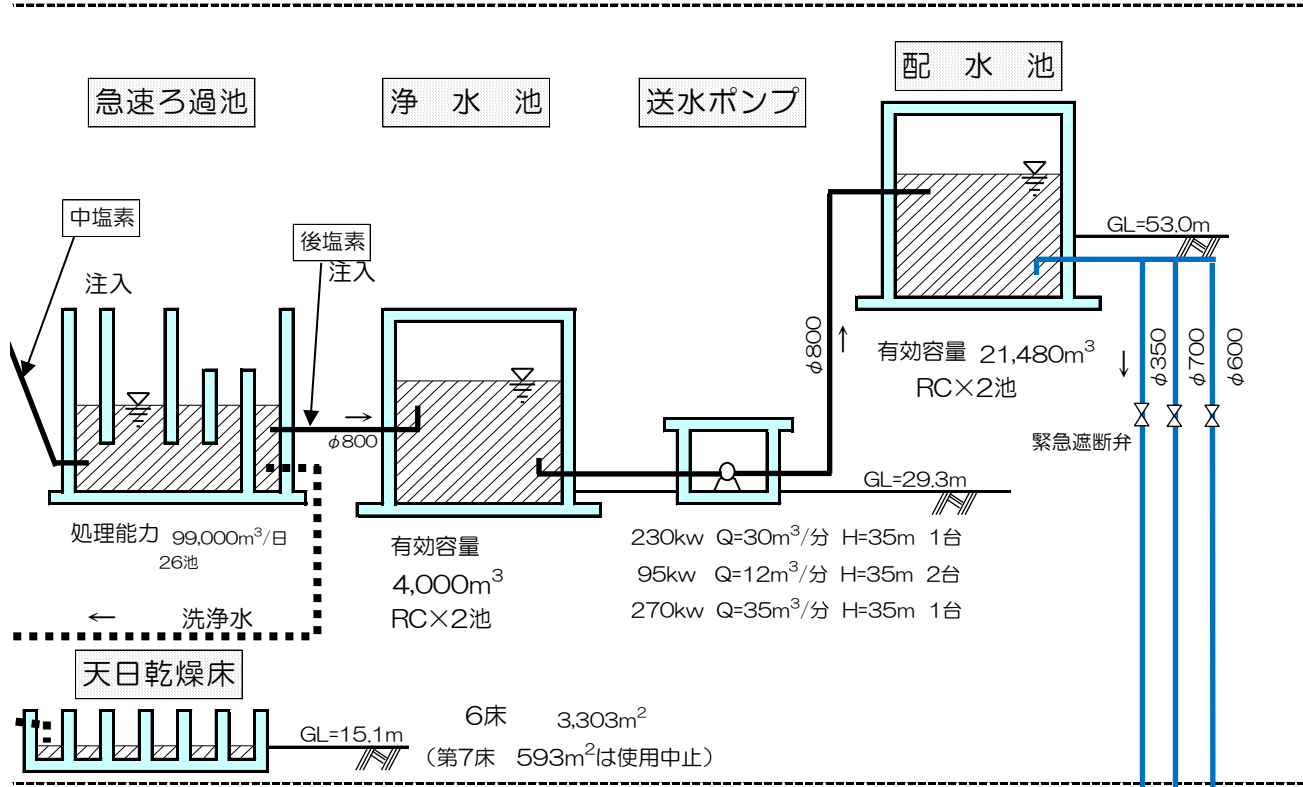 急速ろ過池
浄 水 池
送水ポンプ
配 水 池
中塩素
注入
後塩素
注入
φ800
→
処理能力 99,000m³/日
26池
有効容量
4,000m³
RC×2池
φ800
↑
GL=53.0m
有効容量 21,480m³
RC×2池
↓
φ350
φ700
φ600
緊急遮断弁
GL=29.3m
230kw Q=30m³/分 H=35m 1台
95kw Q=12m³/分 H=35m 2台
270kw Q=35m³/分 H=35m 1台
← 洗浄水
天日乾燥床
GL=15.1m
6床 3,303m²
(第7床 593m²は使用中止)